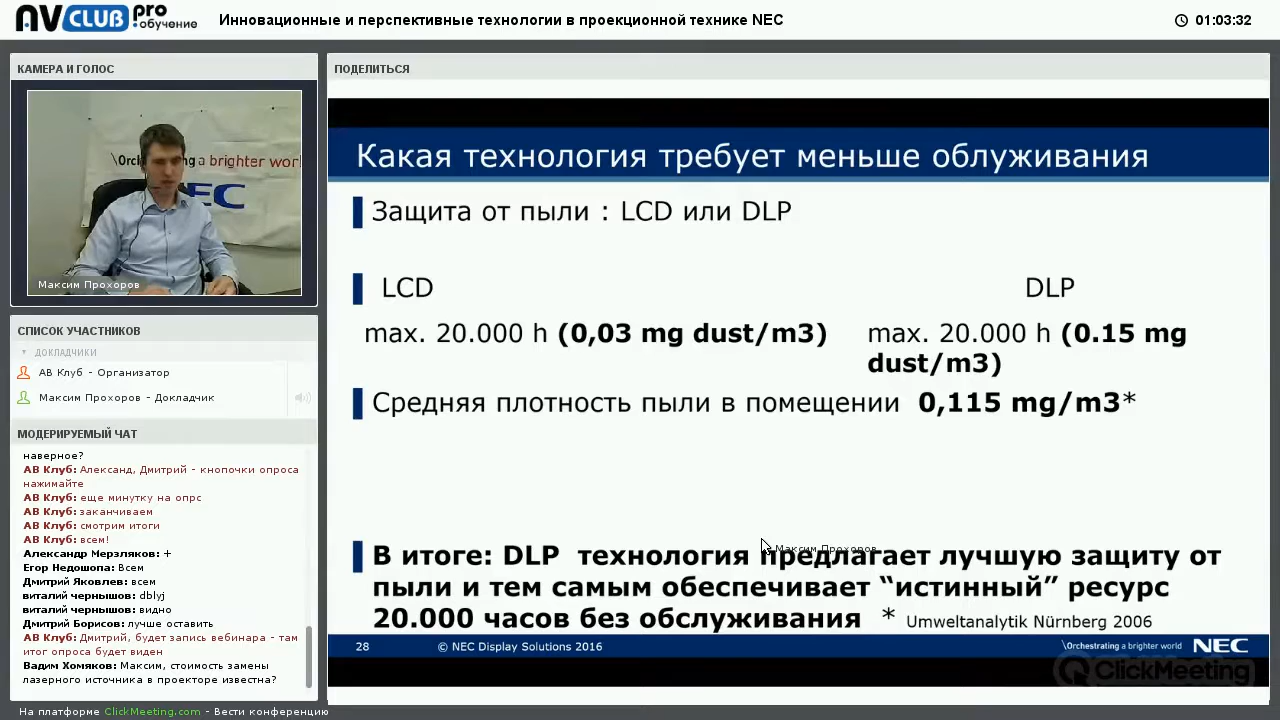 AV CLUB pro обучение
Инновационные и перспективные технологии в проекционной технике NEC
01:03:32
КАМЕРА И ГОЛОС
\Orchestrating a brighter worl
NEC
Максим Прохоров
СПИСОК УЧАСТНИКОВ
ДОКЛАДЧИКИ
АВ Клуб - Организатор
Максим Прохоров - Докладчик
МОДЕРИРУЕМЫЙ ЧАТ
наверное?
АВ Клуб: Александ, Дмитрий - кнопочки опроса
нажимайте
АВ Клуб: еще минутку на опрс
АВ Клуб: заканчиваем
АВ Клуб: смотрим итоги
АВ Клуб: всем!
Александр Мерзляков: +
Егор Недошопа: Всем
Дмитрий Яковлев: всем
виталий чернышов: dblyj
виталий чернышов: видно
Дмитрий Борисов: лучше оставить
АВ Клуб: Дмитрий, будет запись вебинара - там
итог опроса будет виден
Вадим Хомяков: Максим, стоимость замены
лазерного источника в проекторе известна?
На платформе ClickMeeting.com - Вести конференцию
ПОДЕЛИТЬСЯ
Какая технология требует меньше облуживания
Защита от пыли : LCD или DLP
LCD DLP
max. 20.000 h (0,03 mg dust/m3) max. 20.000 h (0.15 mg
dust/m3)
Средняя плотность пыли в помещении 0,115 mg/m3*
Максим Прохоров
В итоге: DLP технология предлагает лучшую защиту от
пыли и тем самым обеспечивает “истинный” ресурс
20.000 часов без обслуживания * Umweltanalytik Nürnberg 2006
28 © NEC Display Solutions 2016 \Orchestrating a brighter world NEC
ClickMeeting